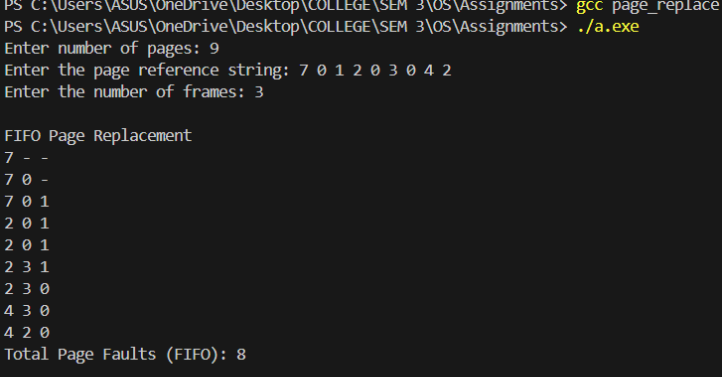 PS C:\Users\ASUS\OneDrive\Desktop\COLLEGE\SEM 3\OS\Assignments> gcc page_replace
PS C:\Users\ASUS\OneDrive\Desktop\COLLEGE\SEM 3\OS\Assignments> ./a.exe
Enter number of pages: 9
Enter the page reference string: 7 0 1 2 0 3 0 4 2
Enter the number of frames: 3
FIFO Page Replacement
7 - -
7 0 -
7 0 1
2 0 1
2 0 1
2 3 1
2 3 0
4 3 0
4 2 0
Total Page Faults (FIFO): 8